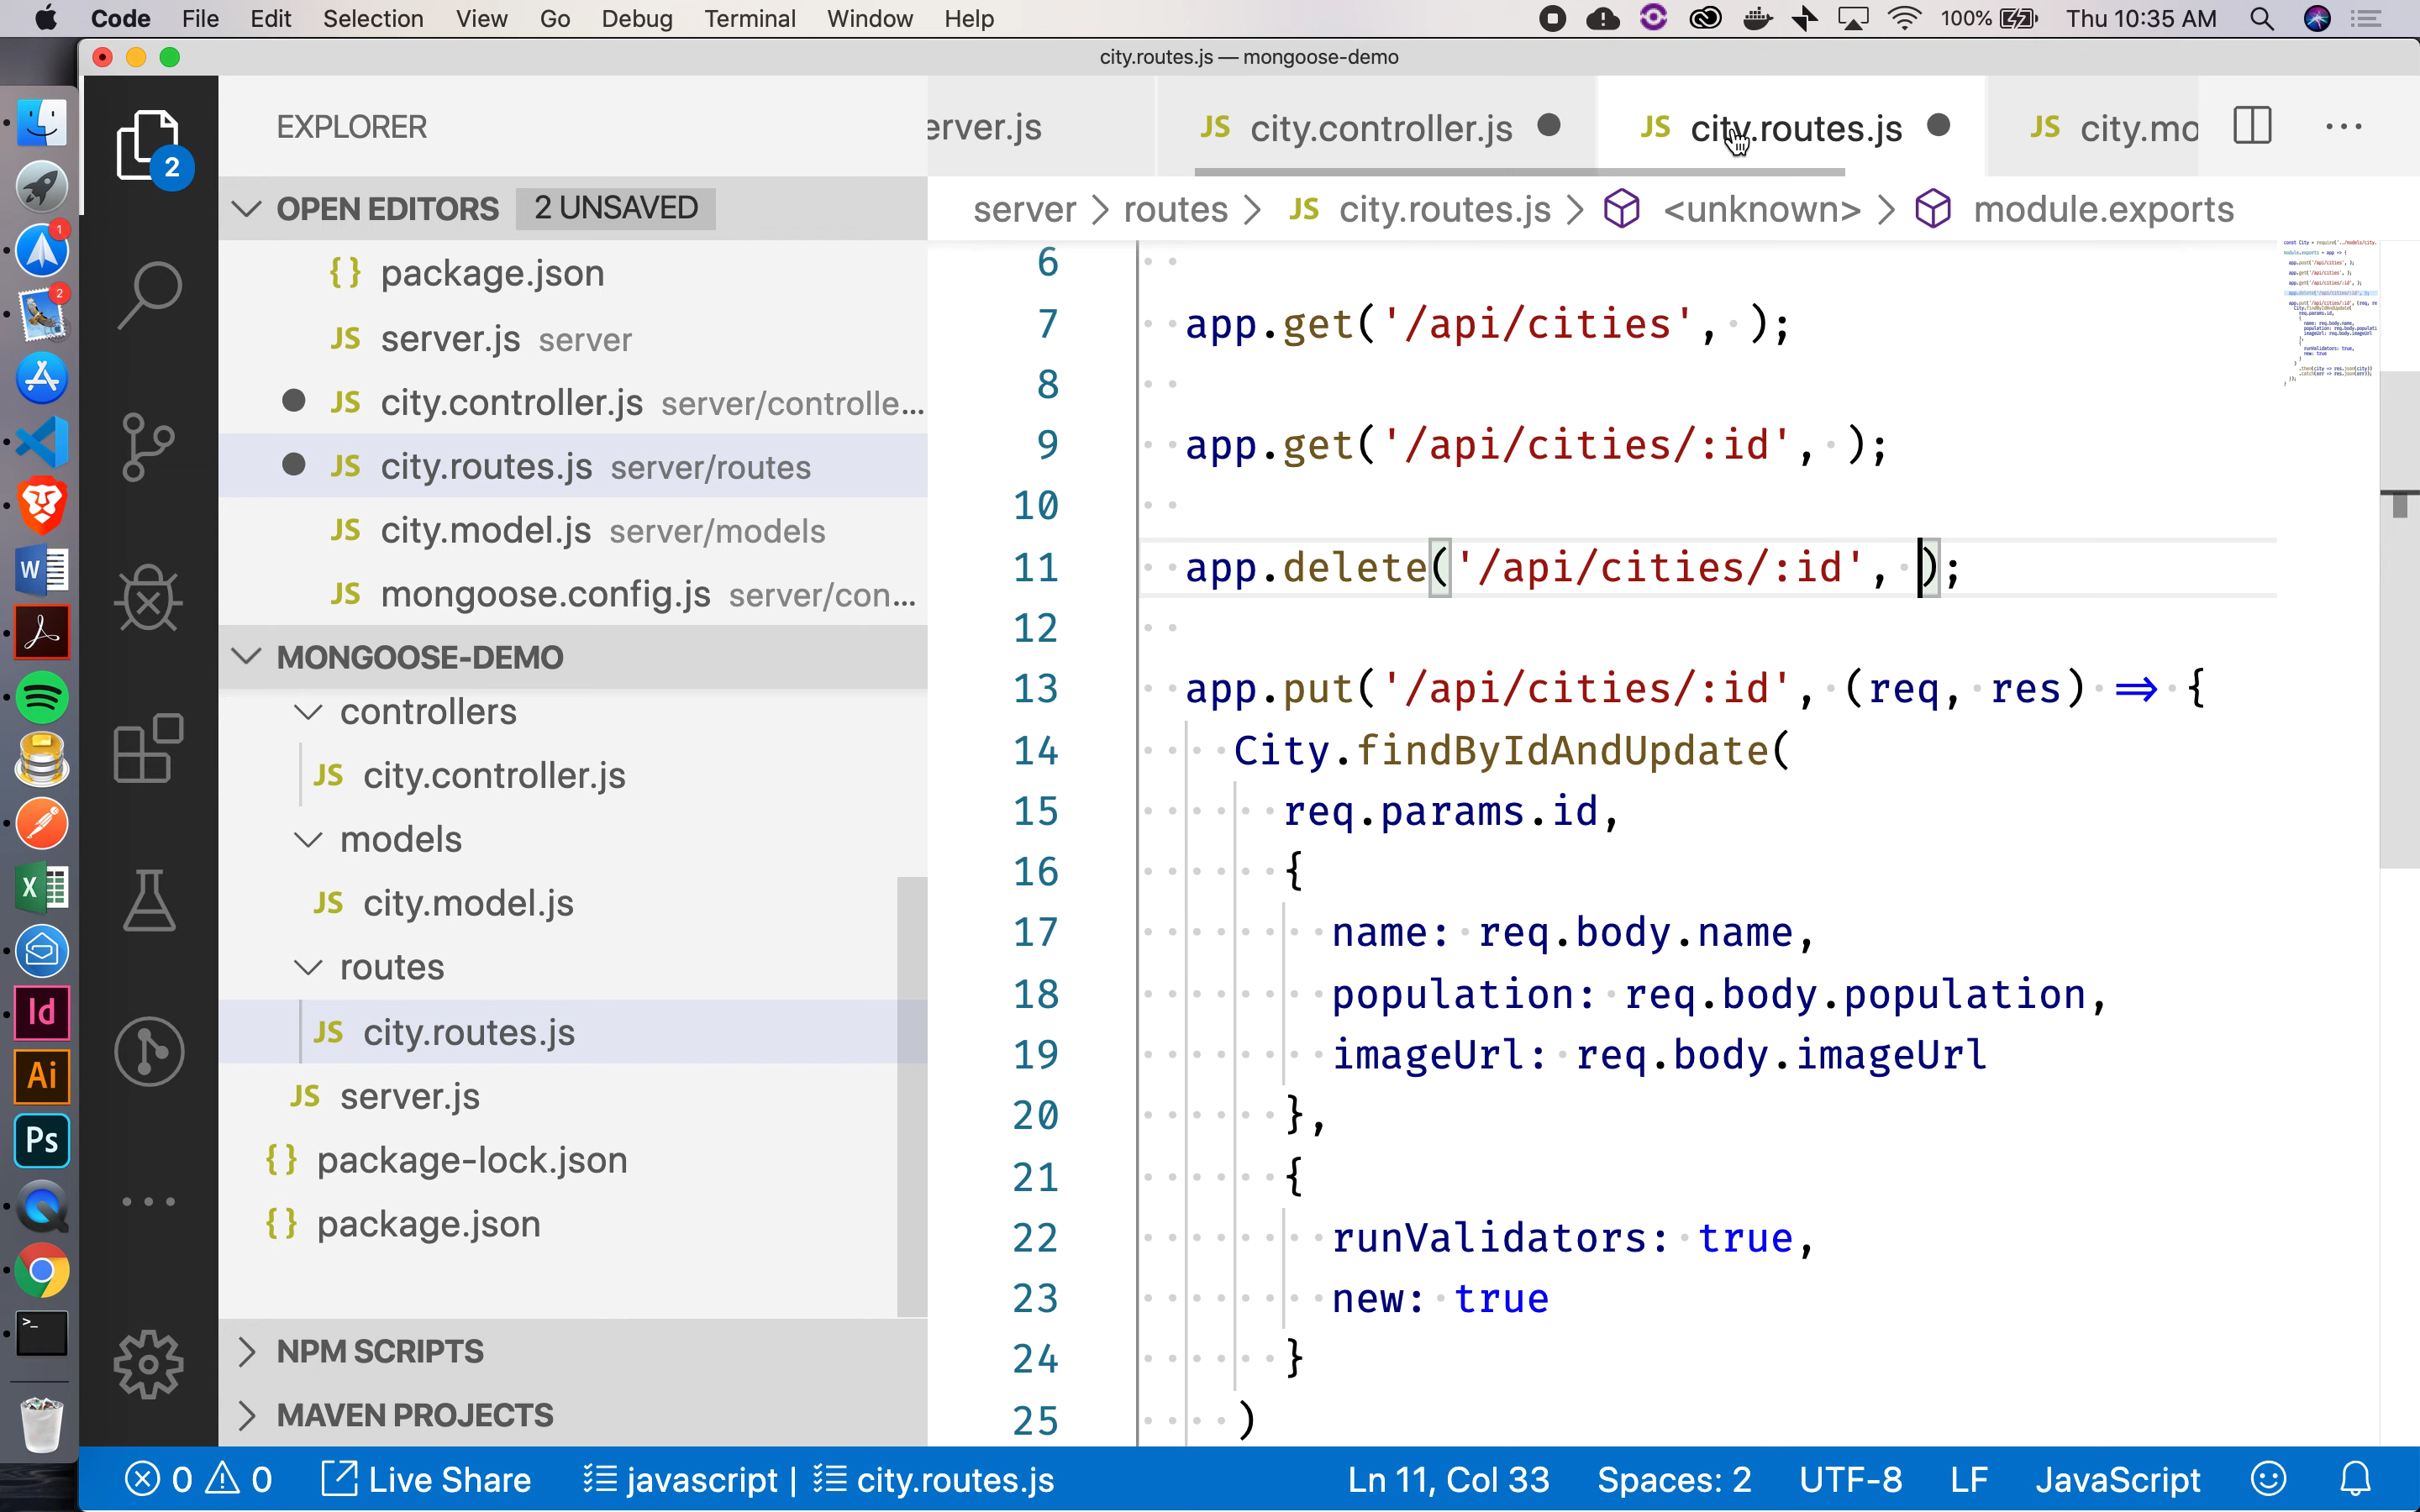 Code File Edit Selection View Go Debug Terminal Window Help 100% Thu 10:35 AM
city.routes.js — mongoose-demo
EXPLORER
erver.js JS city.controller.js JS city.routes.js JS city.mo ...
2
OPEN EDITORS 2 UNSAVED
server > routes > JS city.routes.js > <unknown> > module.exports
{} package.json
JS server.js server
JS city.controller.js server/controlle...
JS city.routes.js server/routes
JS city.model.js server/models
JS mongoose.config.js server/con...
MONGOOSE-DEMO
controllers
JS city.controller.js
models
JS city.model.js
routes
JS city.routes.js
JS server.js
{} package-lock.json
{} package.json
NPM SCRIPTS
MAVEN PROJECTS
6
7 app.get('/api/cities', );
8
9 app.get('/api/cities/:id', );
10
11 app.delete('/api/cities/:id', );
12
13 app.put('/api/cities/:id', (req, res) => {
14 City.findByIdAndUpdate(
15 req.params.id,
16 {
17 name: req.body.name,
18 population: req.body.population,
19 imageUrl: req.body.imageUrl
20 },
21 {
22 runValidators: true,
23 new: true
24 }
25 )
1
2
W
X
Id
Ai
Ps
>_
0 0 Live Share javascript | city.routes.js Ln 11, Col 33 Spaces: 2 UTF-8 LF JavaScript